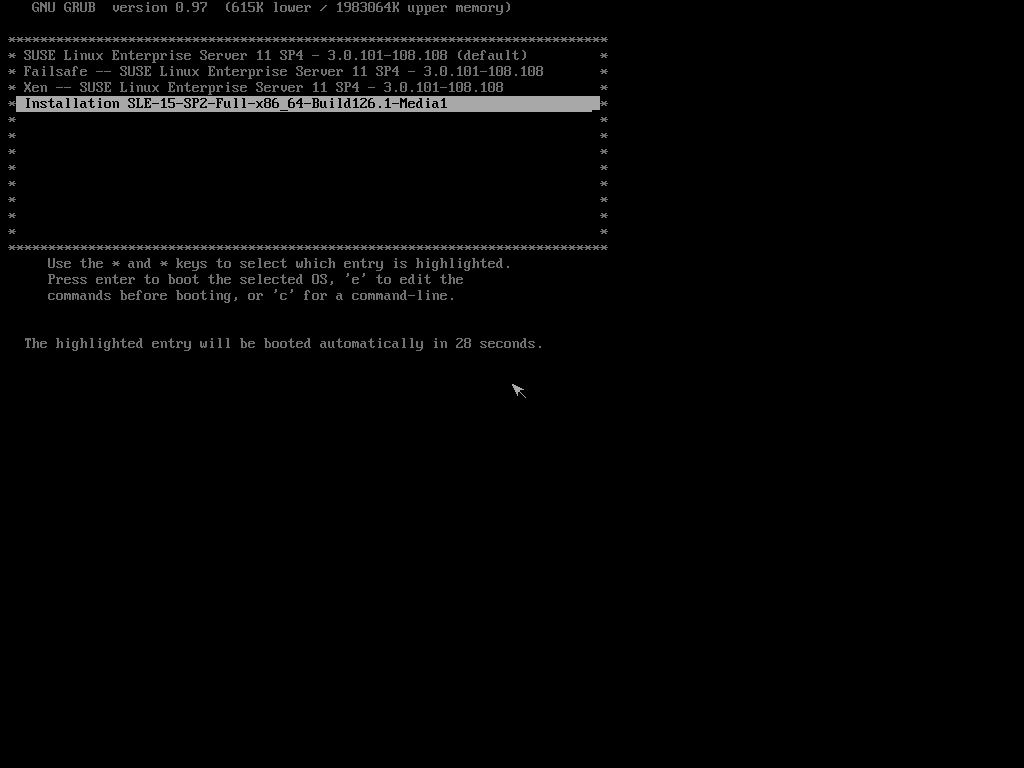 GNU GRUB  version 0.97  (615K lower / 1983064K upper memory)
***************************************************************************
* SUSE Linux Enterprise Server 11 SP4 - 3.0.101-108.108 (default)         *
* Failsafe -- SUSE Linux Enterprise Server 11 SP4 - 3.0.101-108.108       *
* Xen -- SUSE Linux Enterprise Server 11 SP4 - 3.0.101-108.108            *
* Installation SLE-15-SP2-Full-x86_64-Build126.1-Media1                   *
*                                                                         *
*                                                                         *
*                                                                         *
*                                                                         *
*                                                                         *
*                                                                         *
*                                                                         *
*                                                                         *
***************************************************************************
Use the * and * keys to select which entry is highlighted.
Press enter to boot the selected OS, 'e' to edit the
commands before booting, or 'c' for a command-line.
The highlighted entry will be booted automatically in 28 seconds.